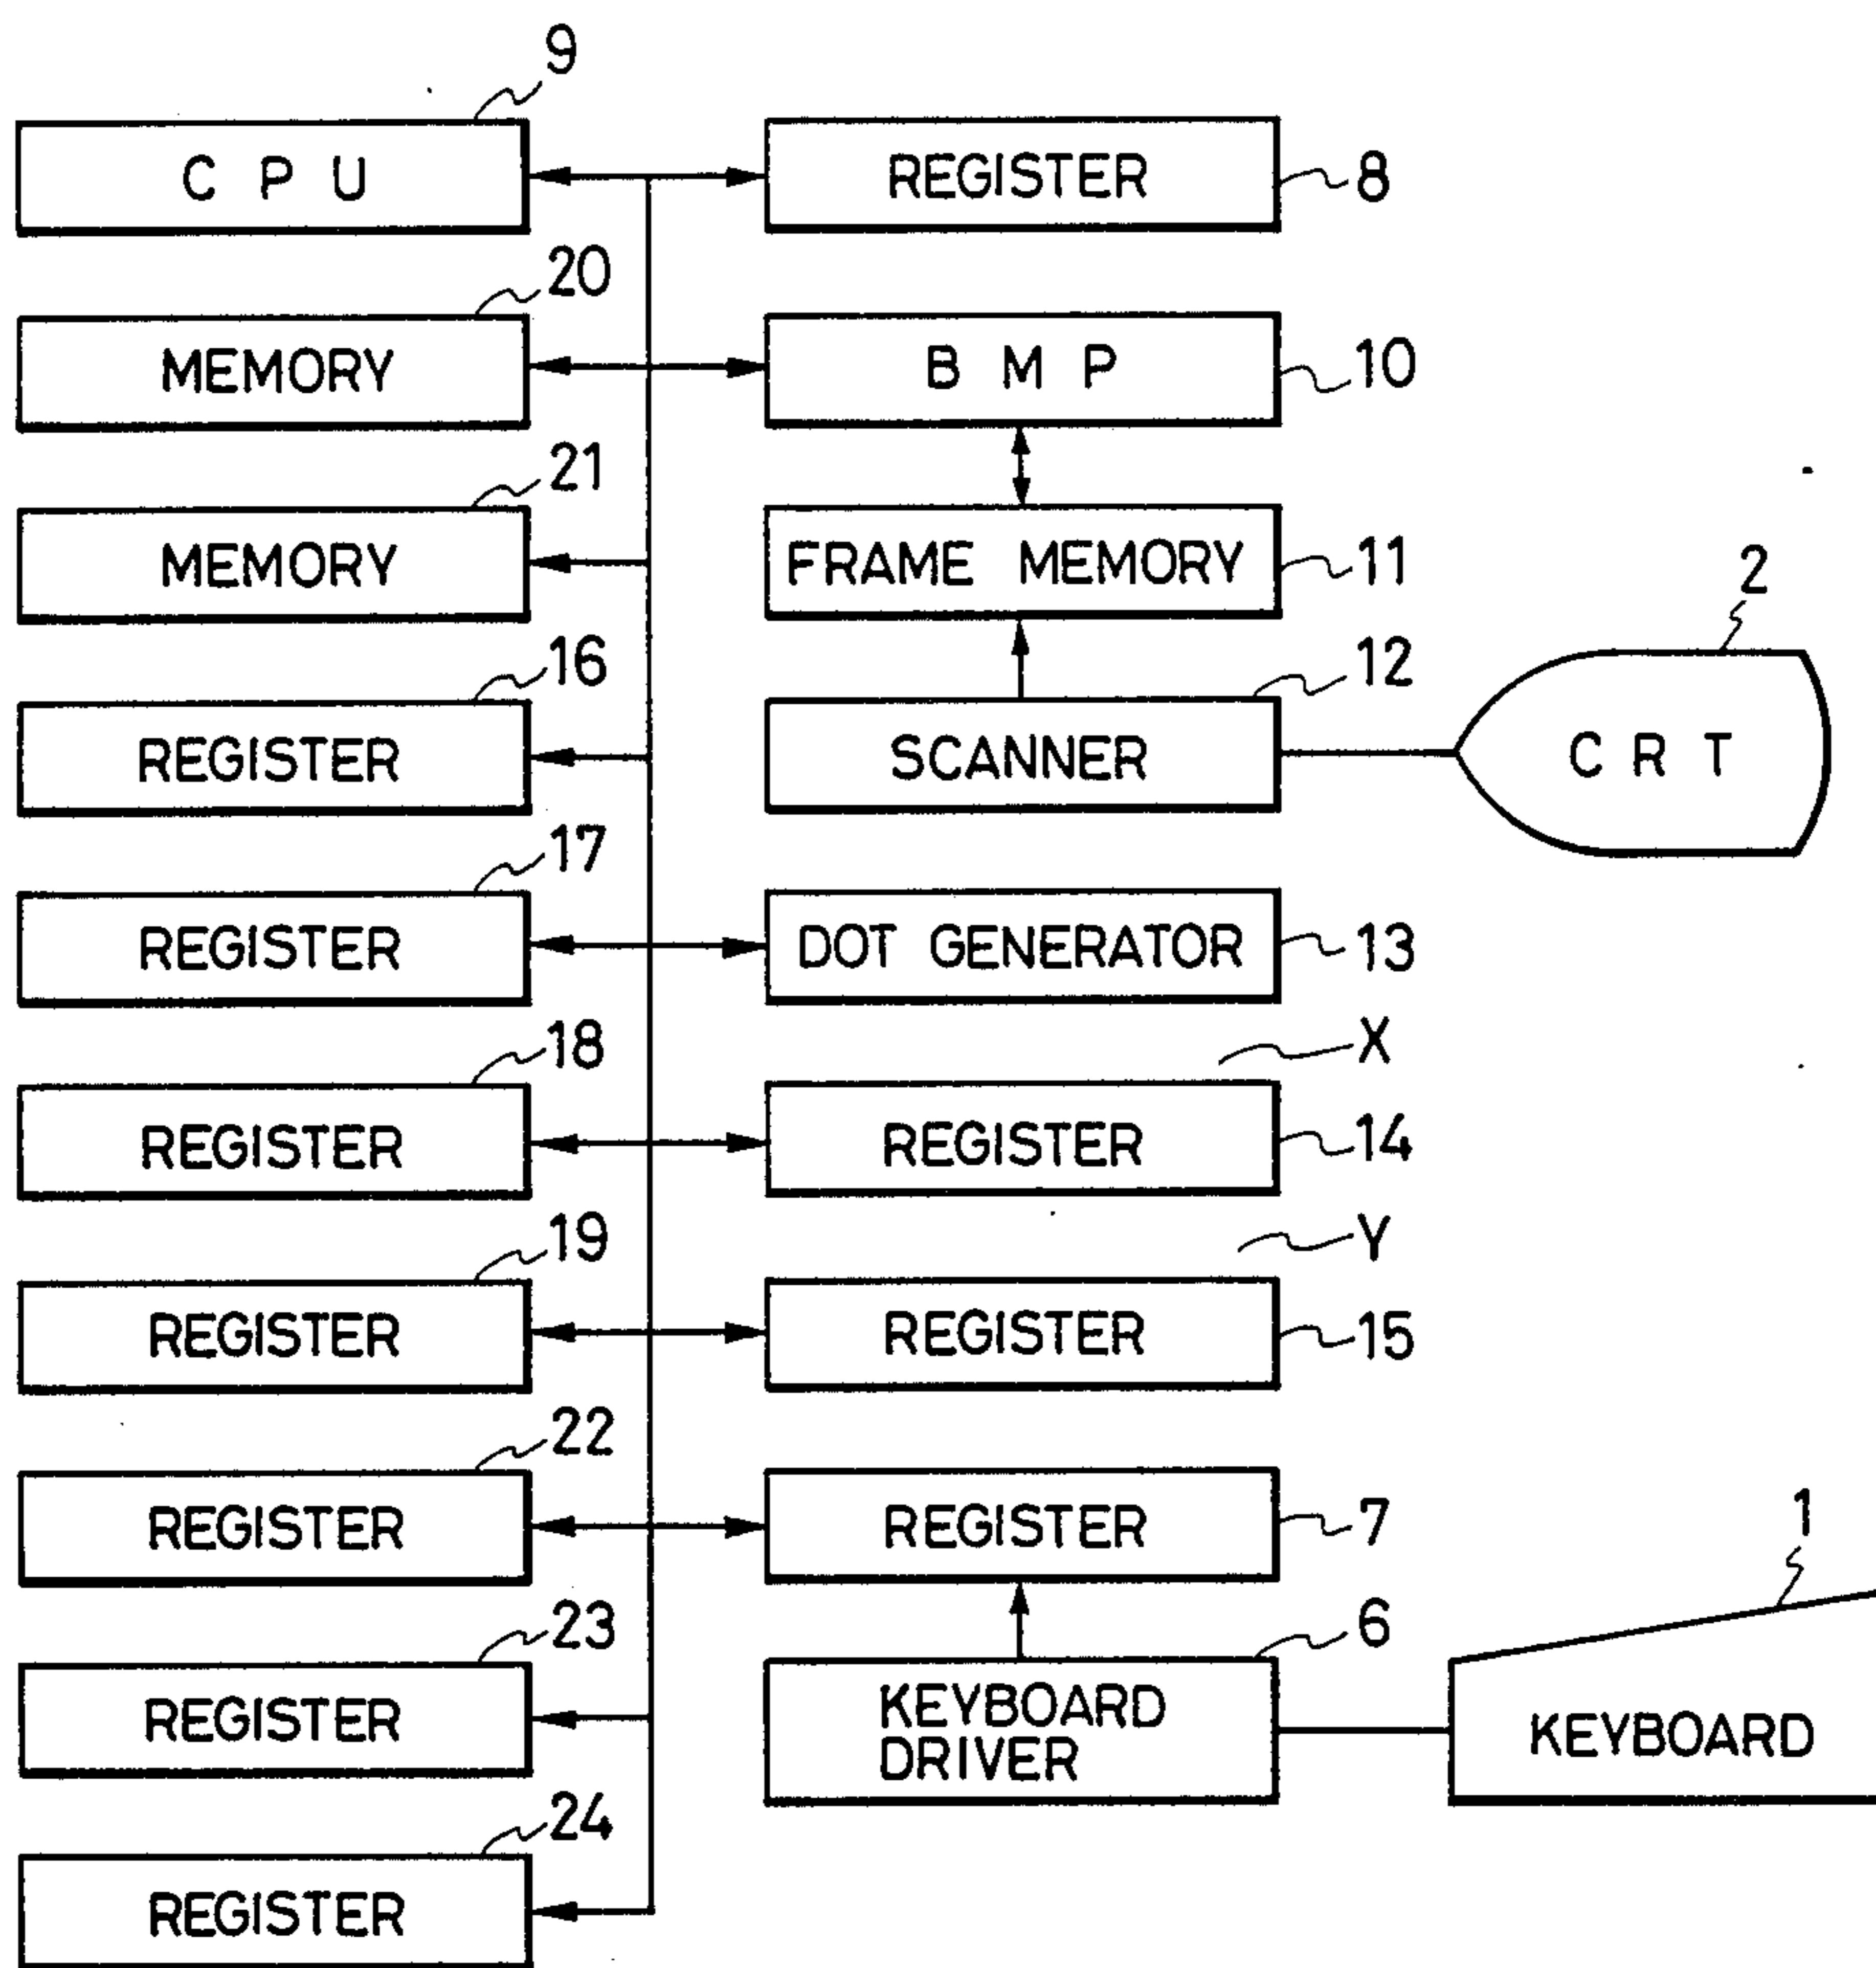 9
C P U
REGISTER
8
20
MEMORY
B M P
10
21
MEMORY
FRAME MEMORY
11
2
16
REGISTER
12
SCANNER
C R T
17
REGISTER
DOT GENERATOR
13
18
REGISTER
X
REGISTER
14
19
REGISTER
Y
REGISTER
15
22
REGISTER
REGISTER
7
1
23
REGISTER
6
KEYBOARD
DRIVER
KEYBOARD
24
REGISTER